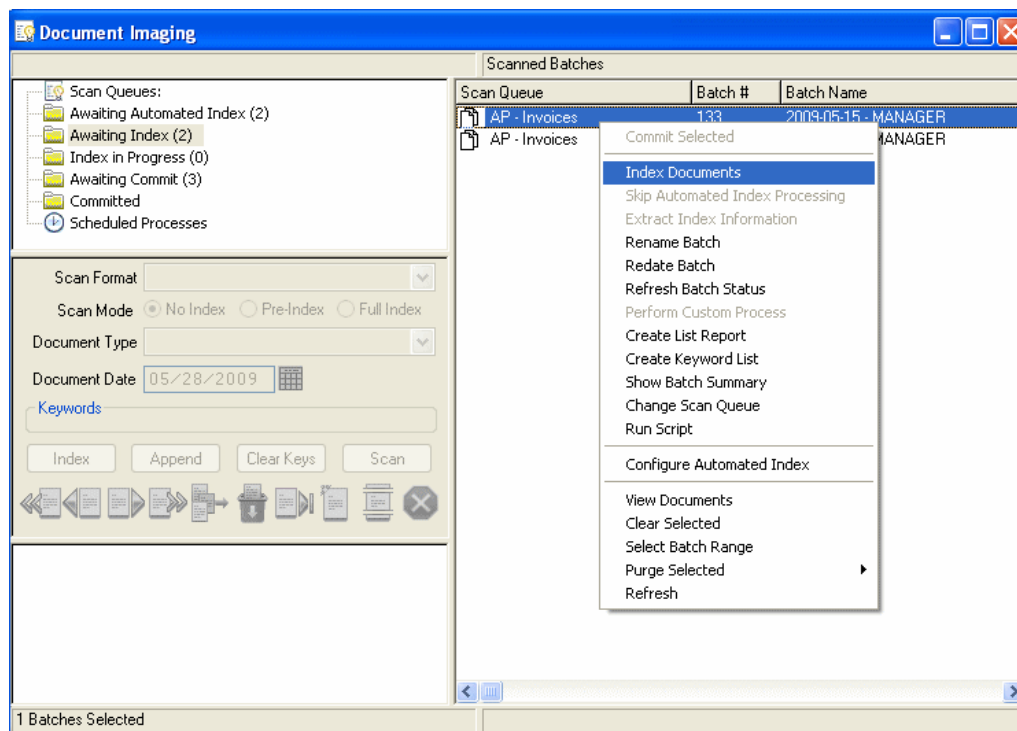 Document Imaging
Scanned Batches
Scan Queues:
Awaiting Automated Index (2)
Awaiting Index (2)
Index in Progress (0)
Awaiting Commit (3)
Committed
Scheduled Processes
Scan Queue Batch # Batch Name
AP - Invoices 133 2009-05-15 - MANAGER
AP - Invoices MANAGER
Commit Selected
Index Documents
Skip Automated Index Processing
Extract Index Information
Rename Batch
Redate Batch
Refresh Batch Status
Perform Custom Process
Create List Report
Create Keyword List
Show Batch Summary
Change Scan Queue
Run Script
Configure Automated Index
View Documents
Clear Selected
Select Batch Range
Purge Selected
Refresh
Scan Format
Scan Mode No Index Pre-Index Full Index
Document Type
Document Date 05/28/2009
Keywords
Index Append Clear Keys Scan
1 Batches Selected